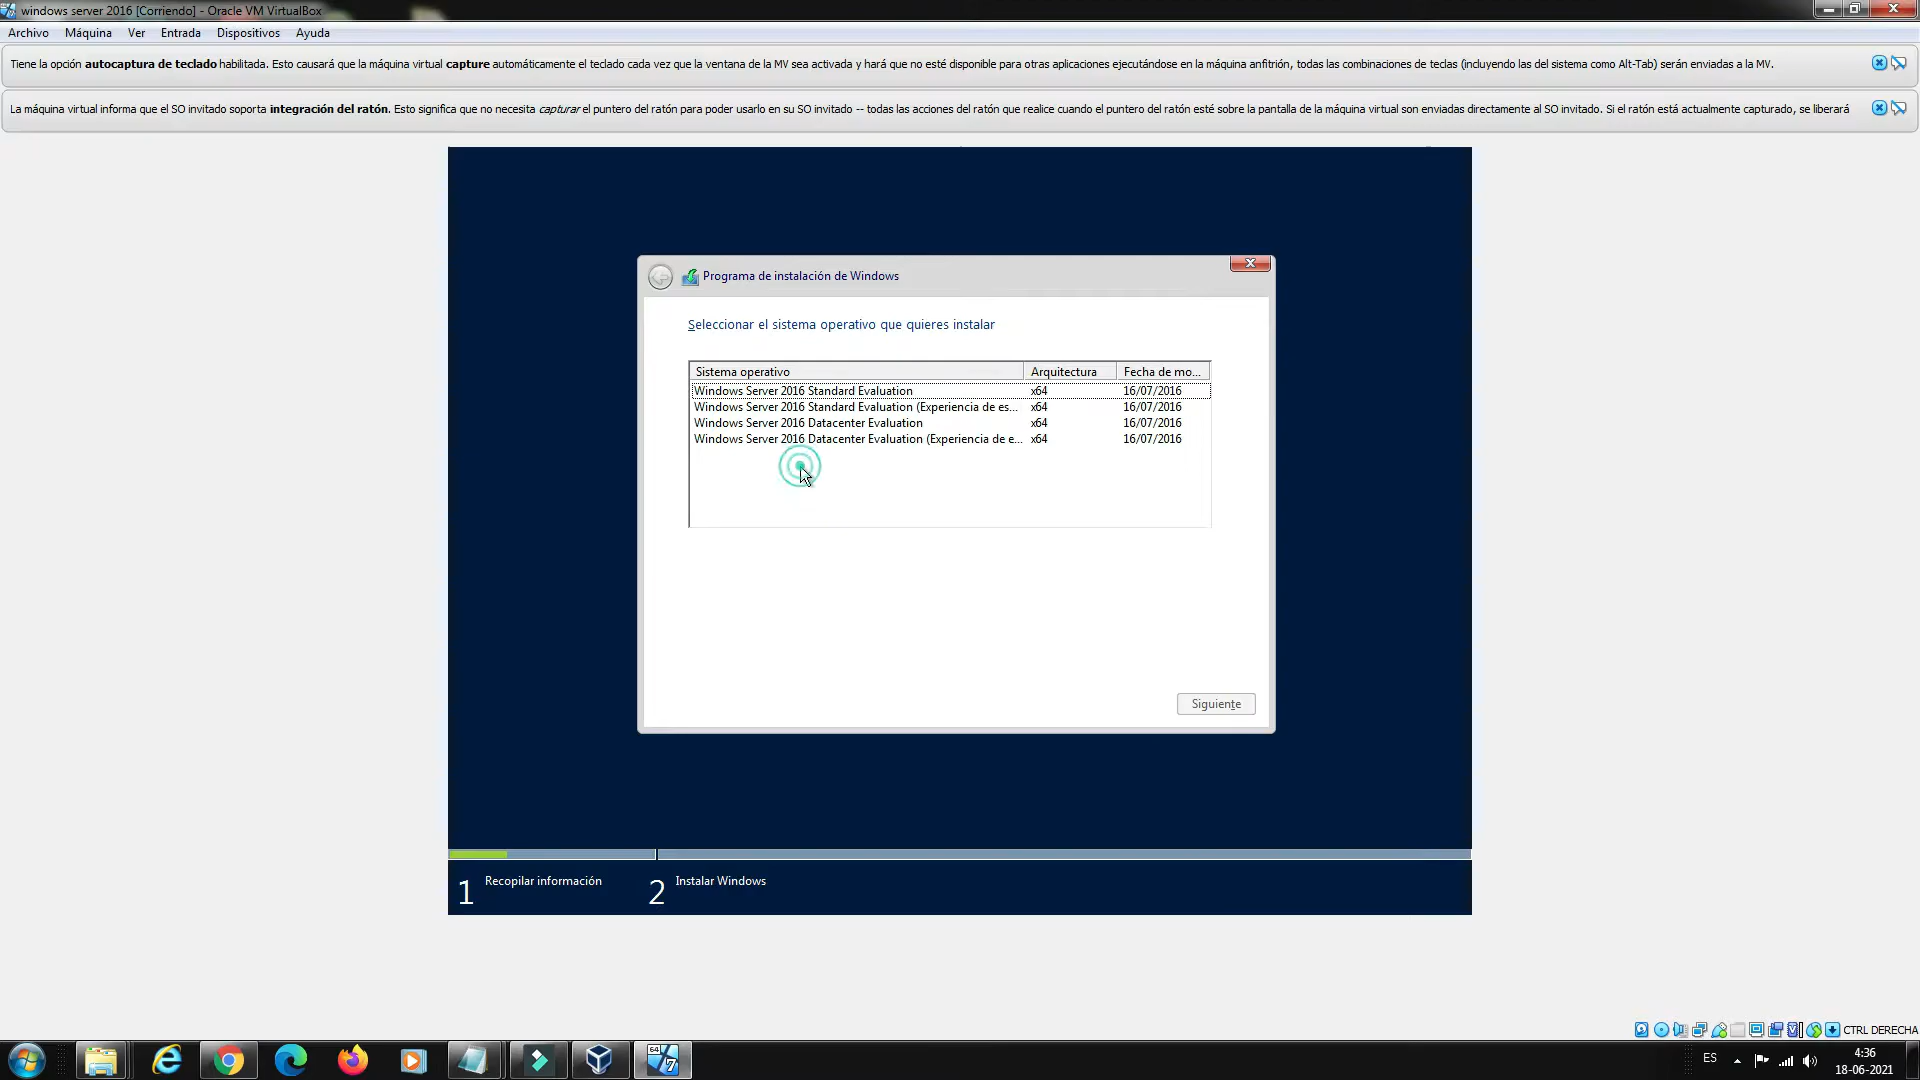 windows server 2016 [Corriendo] - Oracle VM VirtualBox
Archivo Máquina Ver Entrada Dispositivos Ayuda
Tiene la opción autocaptura de teclado habilitada. Esto causará que la máquina virtual capture automáticamente el teclado cada vez que la ventana de la MV sea activada y hará que no esté disponible para otras aplicaciones ejecutándose en la máquina anfitrión, todas las combinaciones de teclas (incluyendo las del sistema como Alt-Tab) serán enviadas a la MV.
La máquina virtual informa que el SO invitado soporta integración del ratón. Esto significa que no necesita capturar el puntero del ratón para poder usarlo en su SO invitado -- todas las acciones del ratón que realice cuando el puntero del ratón esté sobre la pantalla de la máquina virtual son enviadas directamente al SO invitado. Si el ratón está actualmente capturado, se liberará
Programa de instalación de Windows
Seleccionar el sistema operativo que quieres instalar
Sistema operativo Arquitectura Fecha de mo...
Windows Server 2016 Standard Evaluation x64 16/07/2016
Windows Server 2016 Standard Evaluation (Experiencia de es... x64 16/07/2016
Windows Server 2016 Datacenter Evaluation x64 16/07/2016
Windows Server 2016 Datacenter Evaluation (Experiencia de e... x64 16/07/2016
Siguiente
1 Recopilar información 2 Instalar Windows
CTRL DERECHA
64 7
ES 4:36
18-06-2021